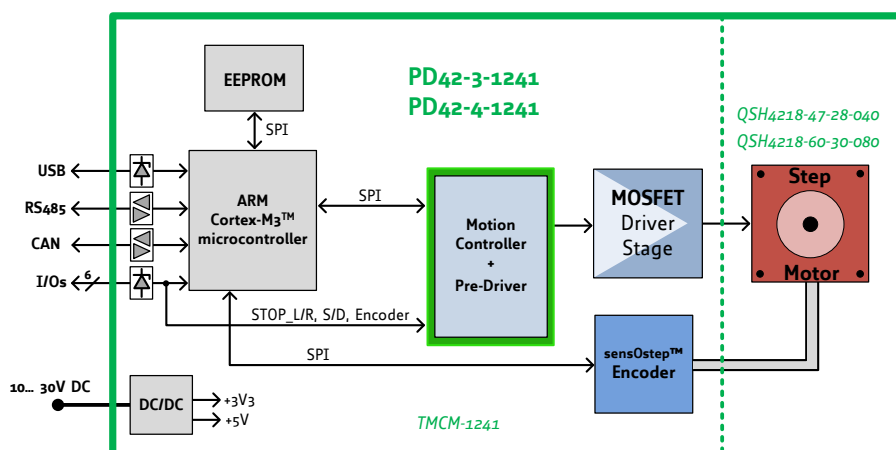 PD42-3-1241
PD42-4-1241
EEPROM
SPI
QSH4218-47-28-040
QSH4218-60-30-080
USB
RS485
CAN
I/Os
6
ARM
Cortex-M3™
microcontroller
SPI
Motion
Controller
+
Pre-Driver
MOSFET
Driver
Stage
Step
Motor
STOP_L/R, S/D, Encoder
SPI
sensOstep™
Encoder
10... 30V DC
DC/DC
+3V3
+5V
TMCM-1241